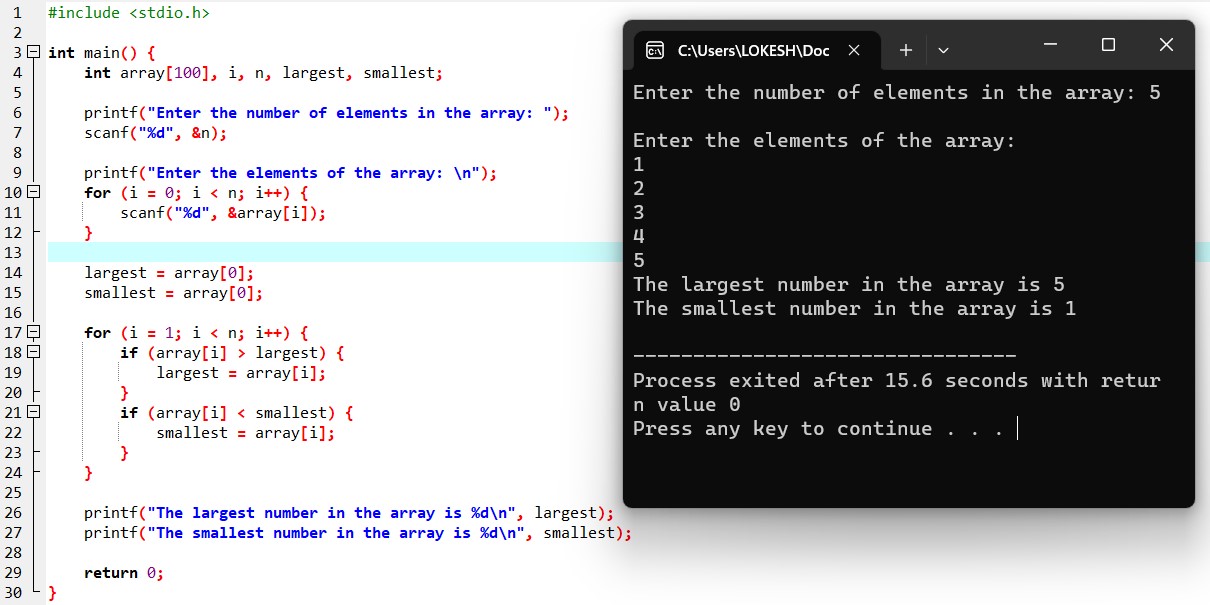 1 #include <stdio.h>
2
3 int main() {
4 int array[100], i, n, largest, smallest;
5
6 printf("Enter the number of elements in the array: ");
7 scanf("%d", &n);
8
9 printf("Enter the elements of the array: \n");
10 for (i = 0; i < n; i++) {
11 scanf("%d", &array[i]);
12 }
13
14 largest = array[0];
15 smallest = array[0];
16
17 for (i = 1; i < n; i++) {
18 if (array[i] > largest) {
19 largest = array[i];
20 }
21 if (array[i] < smallest) {
22 smallest = array[i];
23 }
24 }
25
26 printf("The largest number in the array is %d\n", largest);
27 printf("The smallest number in the array is %d\n", smallest);
28
29 return 0;
30 }
C:\Users\LOKESH\Doc
Enter the number of elements in the array: 5
Enter the elements of the array:
1
2
3
4
5
The largest number in the array is 5
The smallest number in the array is 1
--------------------------------
Process exited after 15.6 seconds with retur
n value 0
Press any key to continue . . .